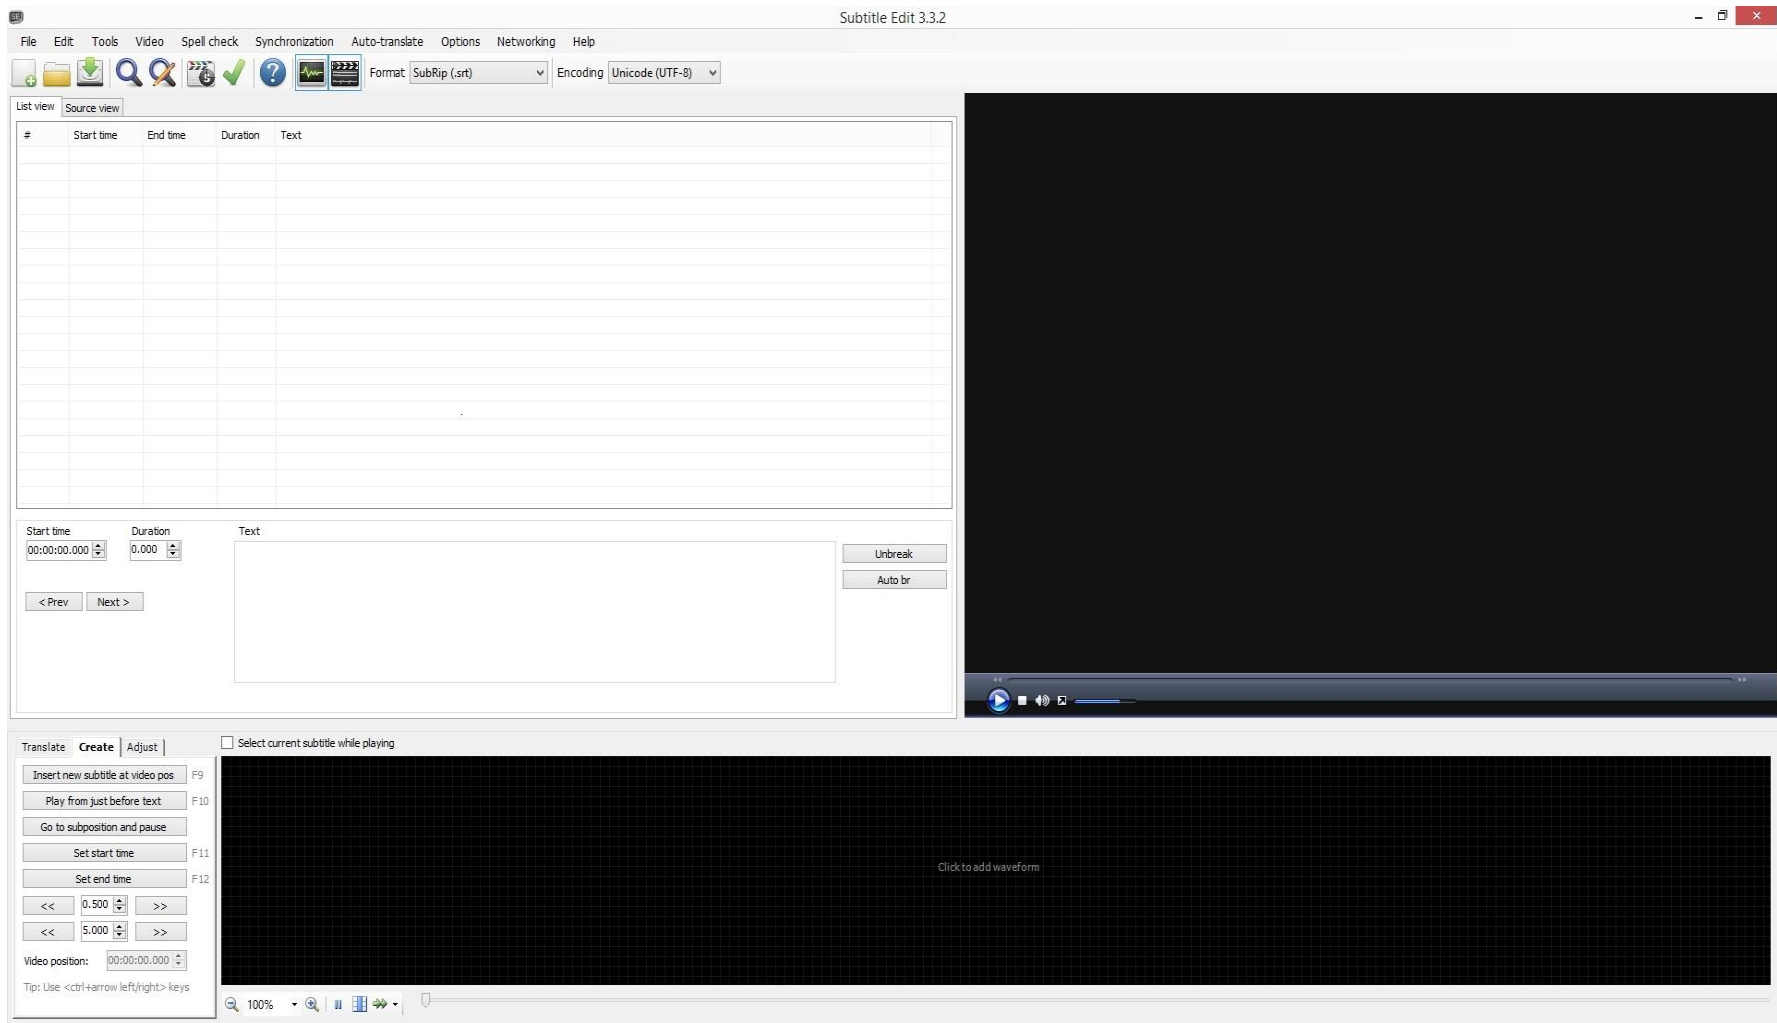 Subtitle Edit 3.3.2
File Edit Tools Video Spell check Synchronization Auto-translate Options Networking Help
Format SubRip (.srt) Encoding Unicode (UTF-8)
List view Source view
# Start time End time Duration Text
Start time Duration Text
00:00:00.000 0.000
Unbreak
Auto br
< Prev Next >
Translate Create Adjust
Select current subtitle while playing
Insert new subtitle at video pos F9
Play from just before text F10
Go to subposition and pause
Set start time F11
Click to add waveform
Set end time F12
<< 0.500 >>
<< 5.000 >>
Video position: 00:00:00.000
Tip: Use <ctrl+arrow left/right> keys
100%